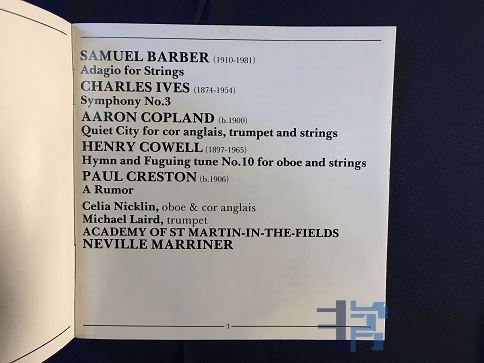 SAMUEL BARBER (1910-1981)
Adagio for Strings
CHARLES IVES (1874-1954)
Symphony No.3
AARON COPLAND (b.1900)
Quiet City for cor anglais, trumpet and strings
HENRY COWELL (1897-1965)
Hymn and Fuguing tune No.10 for oboe and strings
PAUL CRESTON (b.1906)
A Rumor
Celia Nicklin, oboe & cor anglais
Michael Laird, trumpet
ACADEMY OF ST MARTIN-IN-THE-FIELDS
NEVILLE MARRINER
3